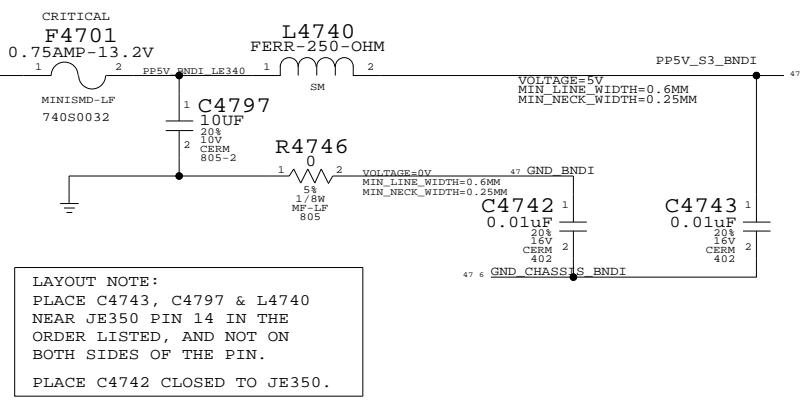 CRITICAL
F4701
0.75AMP-13.2V
1 2
MINISMD-LF
740S0032
PP5V_BNDI_LE340
L4740
FERR-250-OHM
1 2
SM
PP5V_S3_BNDI
47
VOLTAGE=5V
MIN_LINE_WIDTH=0.6MM
MIN_NECK_WIDTH=0.25MM
1 C4797
10UF
20%
10V
2 CERM
805-2
R4746
0
1 2
5%
1/8W
MF-LF
805
VOLTAGE=0V
MIN_LINE_WIDTH=0.6MM
MIN_NECK_WIDTH=0.25MM
47 GND_BNDI
C4742 1
0.01uF
20%
16V
CERM 2
402
C4743 1
0.01uF
20%
16V
CERM 2
402
47 6 GND_CHASSIS_BNDI
LAYOUT NOTE:
PLACE C4743, C4797 & L4740
NEAR JE350 PIN 14 IN THE
ORDER LISTED, AND NOT ON
BOTH SIDES OF THE PIN.
PLACE C4742 CLOSED TO JE350.